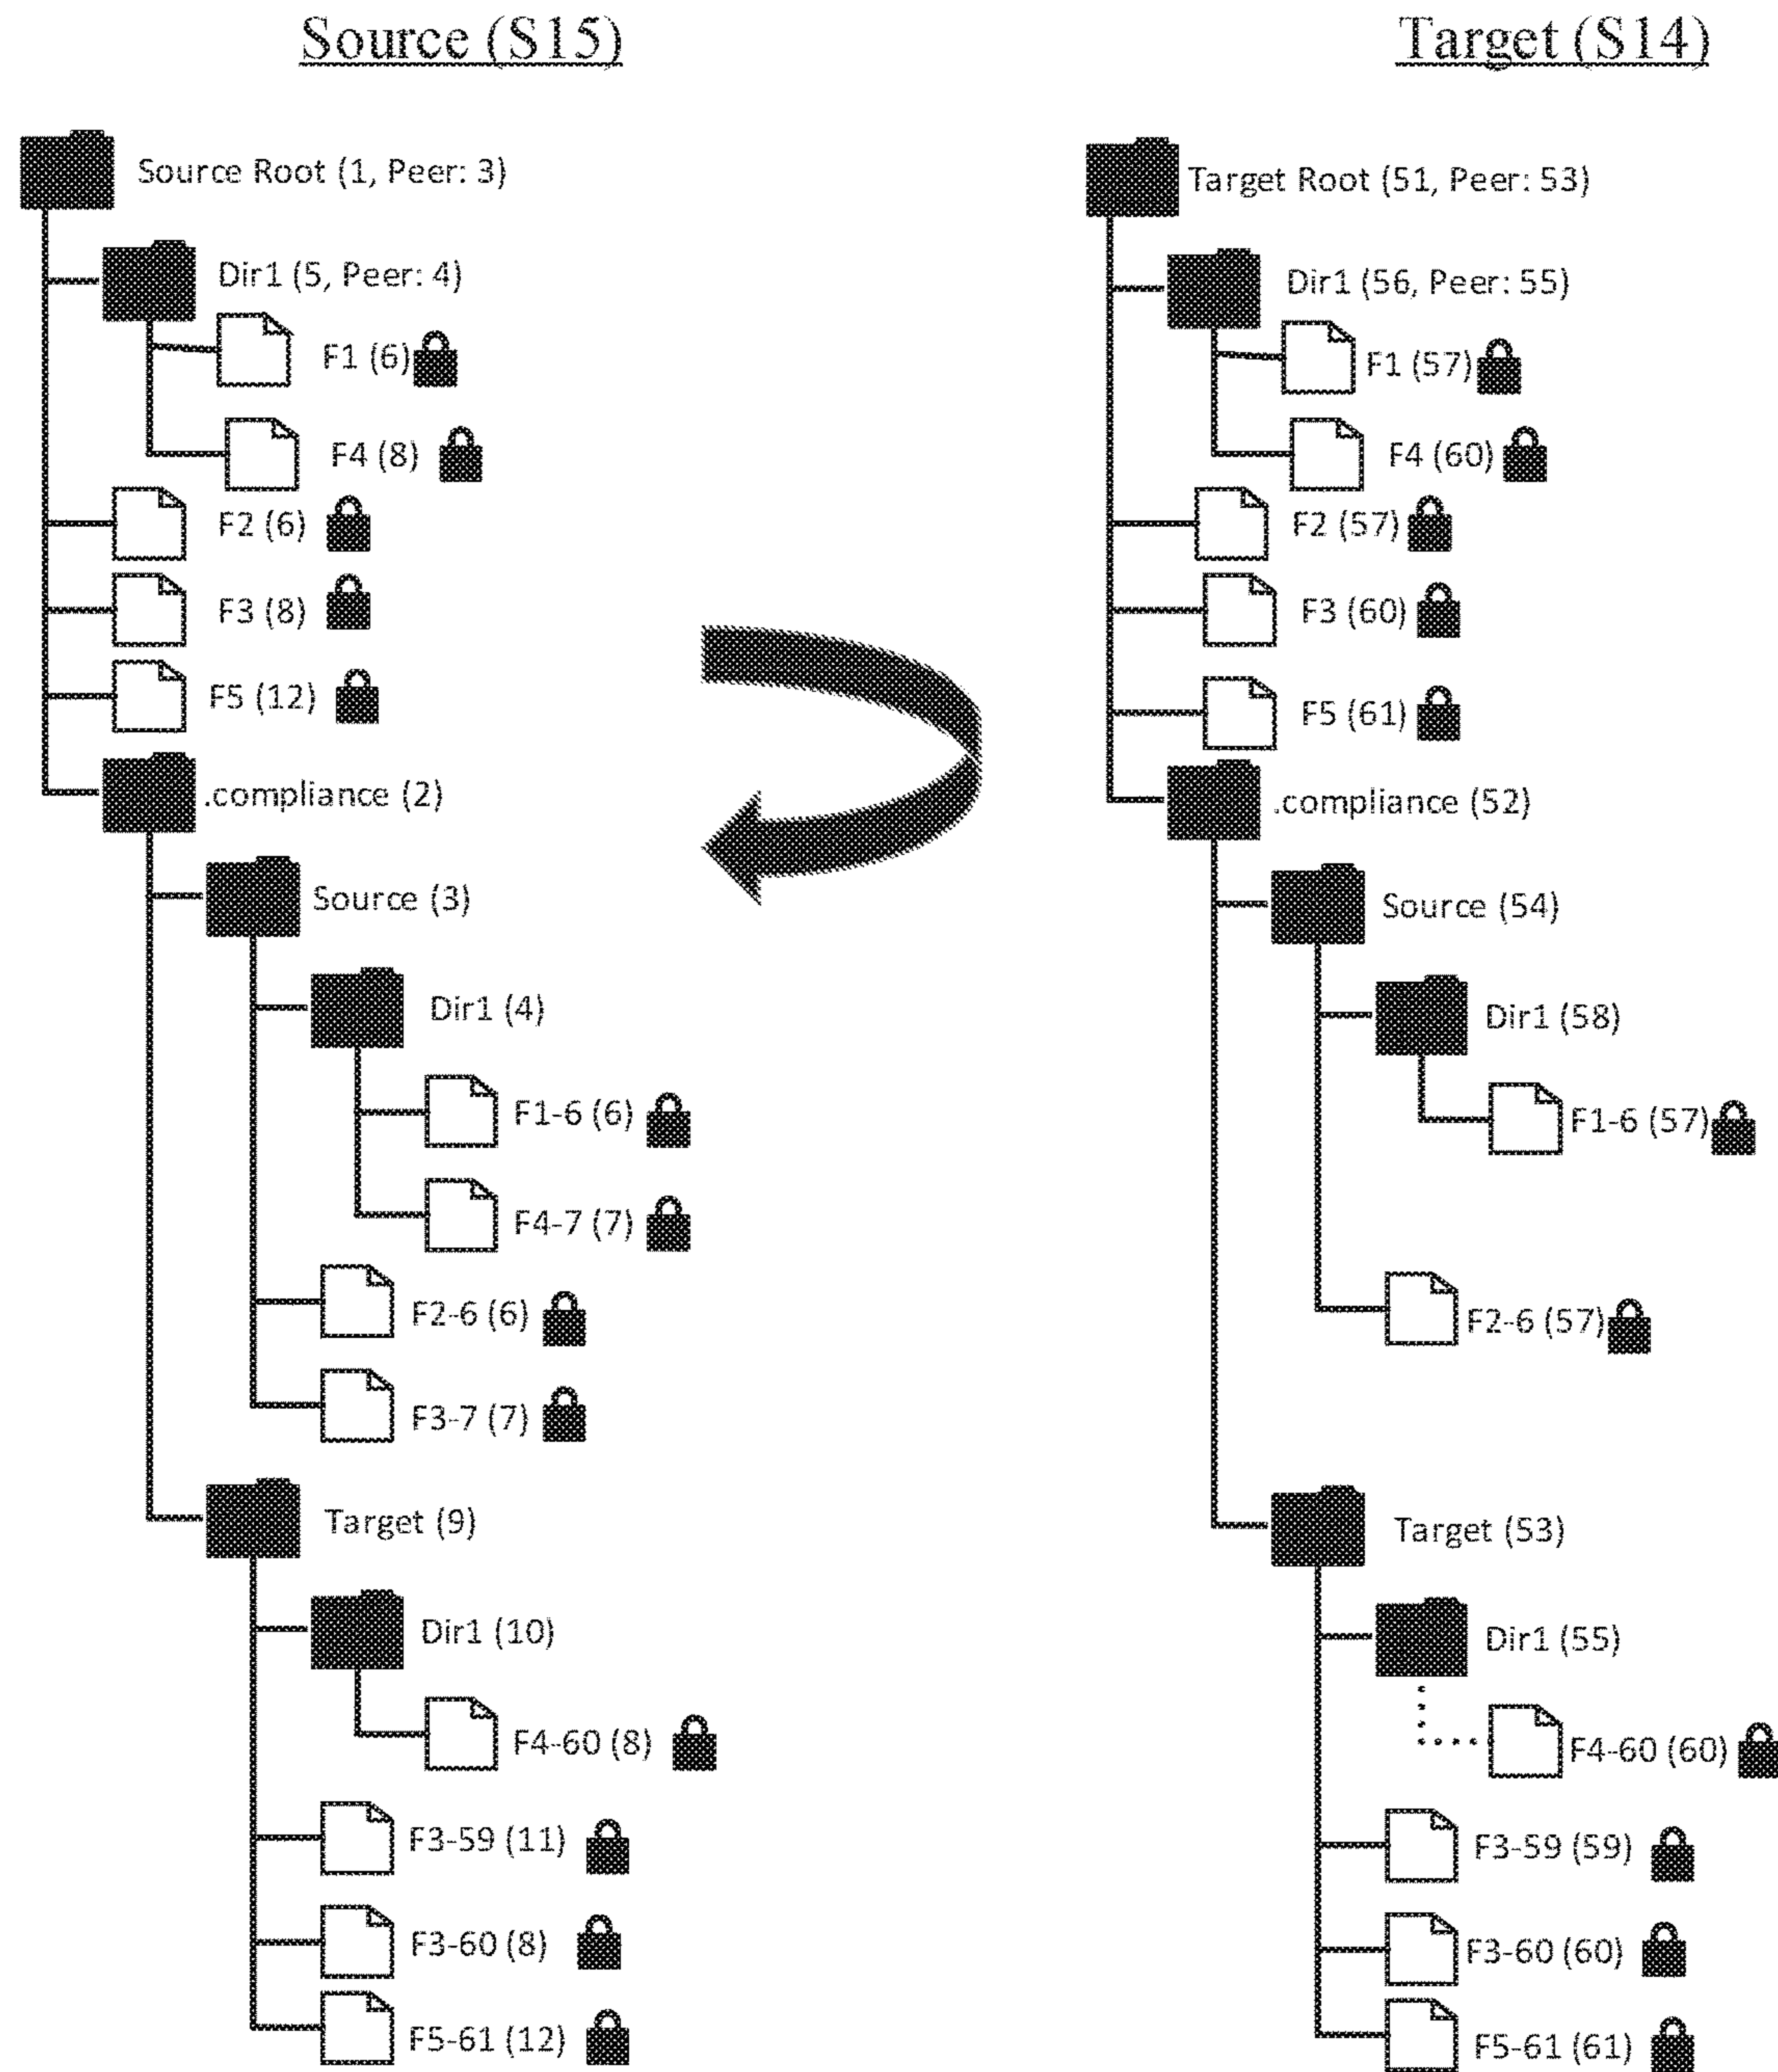 Source (S15)
Source Root (1, Peer: 3)
Dir1 (5, Peer: 4)
F1 (6)
F4 (8)
F2 (6)
F3 (8)
F5 (12)
.compliance (2)
Source (3)
Dir1 (4)
F1-6 (6)
F4-7 (7)
F2-6 (6)
F3-7 (7)
Target (9)
Dir1 (10)
F4-60 (8)
F3-59 (11)
F3-60 (8)
F5-61 (12)
Target (S14)
Target Root (51, Peer: 53)
Dir1 (56, Peer: 55)
F1 (57)
F4 (60)
F2 (57)
F3 (60)
F5 (61)
.compliance (52)
Source (54)
Dir1 (58)
F1-6 (57)
F2-6 (57)
Target (53)
Dir1 (55)
F4-60 (60)
F3-59 (59)
F3-60 (60)
F5-61 (61)